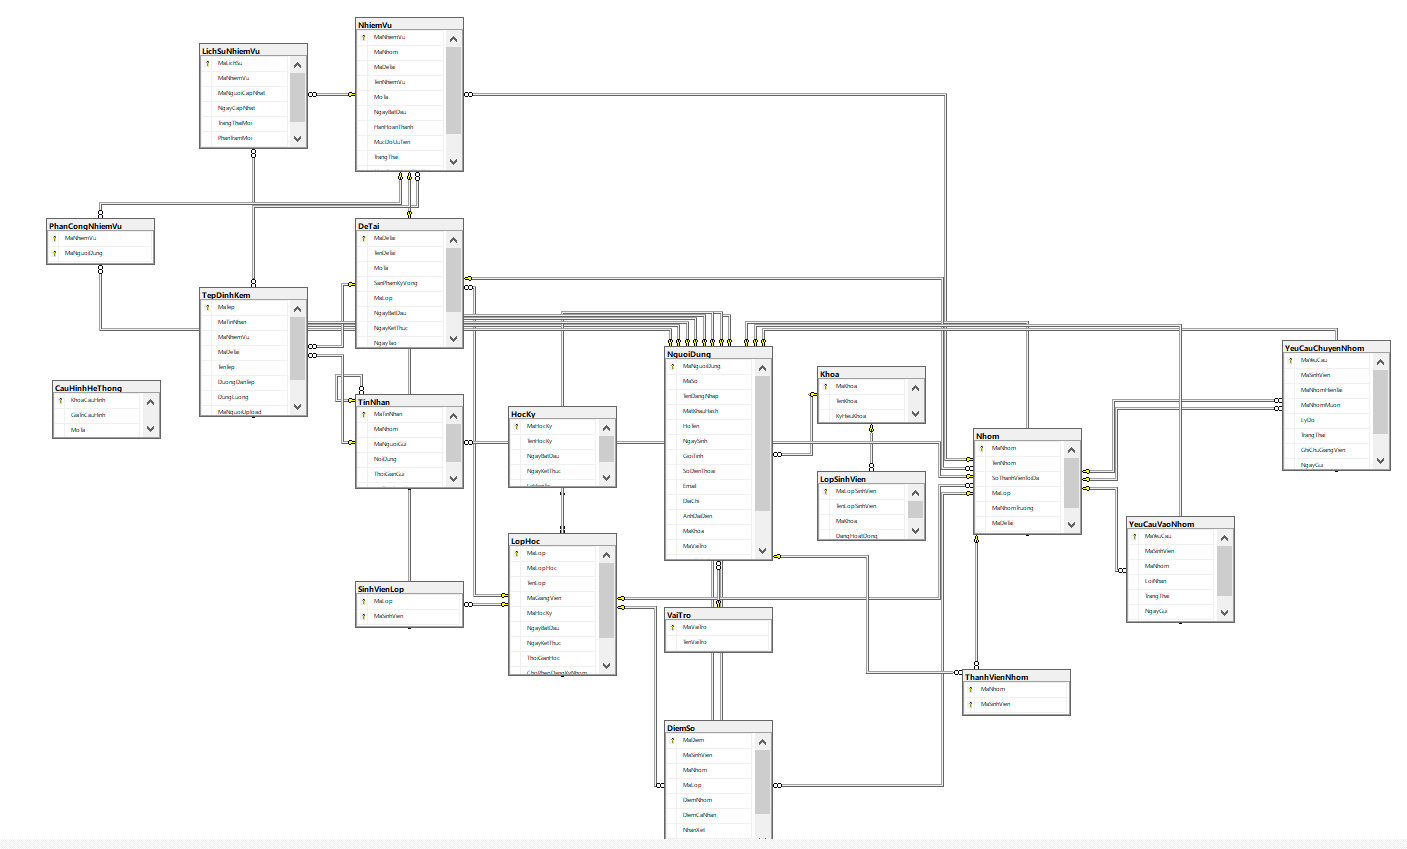 NhiemVu
MaNhiemVu
MaNhom
MaDeTai
TenNhiemVu
MoTa
NgayBatDau
HanHoanThanh
MucDoUuTien
TrangThai
LichSuNhiemVu
MaLichSu
MaNhiemVu
MaNguoiCapNhat
NgayCapNhat
TrangThaiMoi
PhanTramMoi
PhanCongNhiemVu
MaNhiemVu
MaNguoiDung
DeTai
MaDeTai
TenDeTai
MoTa
SanPhamKyVong
MaLop
NgayBatDau
NgayKetThuc
NgayTao
TepDinhKem
MaTep
MaTinNhan
MaNhiemVu
MaDeTai
TenTep
DuongDanTep
DungLuong
MaNguoiUpload
CauHinhHeThong
KhoaCauHinh
GiaTriCauHinh
MoTa
TinNhan
MaTinNhan
MaNhom
MaNguoiGui
NoiDung
ThoiGianGui
HocKy
MaHocKy
TenHocKy
NgayBatDau
NgayKetThuc
NguoiDung
MaNguoiDung
MaSo
TenDangNhap
MatKhauHash
HoTen
NgaySinh
GioiTinh
SoDienThoai
Email
DiaChi
AnhDaiDien
MaKhoa
MaVaiTro
Khoa
MaKhoa
TenKhoa
KyHieuKhoa
LopSinhVien
MaLopSinhVien
TenLopSinhVien
MaKhoa
DangHoatDong
Nhom
MaNhom
TenNhom
SoThanhVienToiDa
MaLop
MaNhomTruong
MaDeTai
YeuCauChuyenNhom
MaYeuCau
MaSinhVien
MaNhomHienTai
MaNhomMuon
LyDo
TrangThai
GhiChuGiangVien
NgayGui
YeuCauVaoNhom
MaYeuCau
MaSinhVien
MaNhom
LoiNhan
TrangThai
NgayGui
LopHoc
MaLop
MaLopHoc
TenLop
MaGiangVien
MaHocKy
NgayBatDau
NgayKetThuc
ThoiGianHoc
ChoPhepDangKyNhom
SinhVienLop
MaLop
MaSinhVien
VaiTro
MaVaiTro
TenVaiTro
ThanhVienNhom
MaNhom
MaSinhVien
DiemSo
MaDiem
MaSinhVien
MaNhom
MaLop
DiemNhom
DiemCaNhan
NhanXet